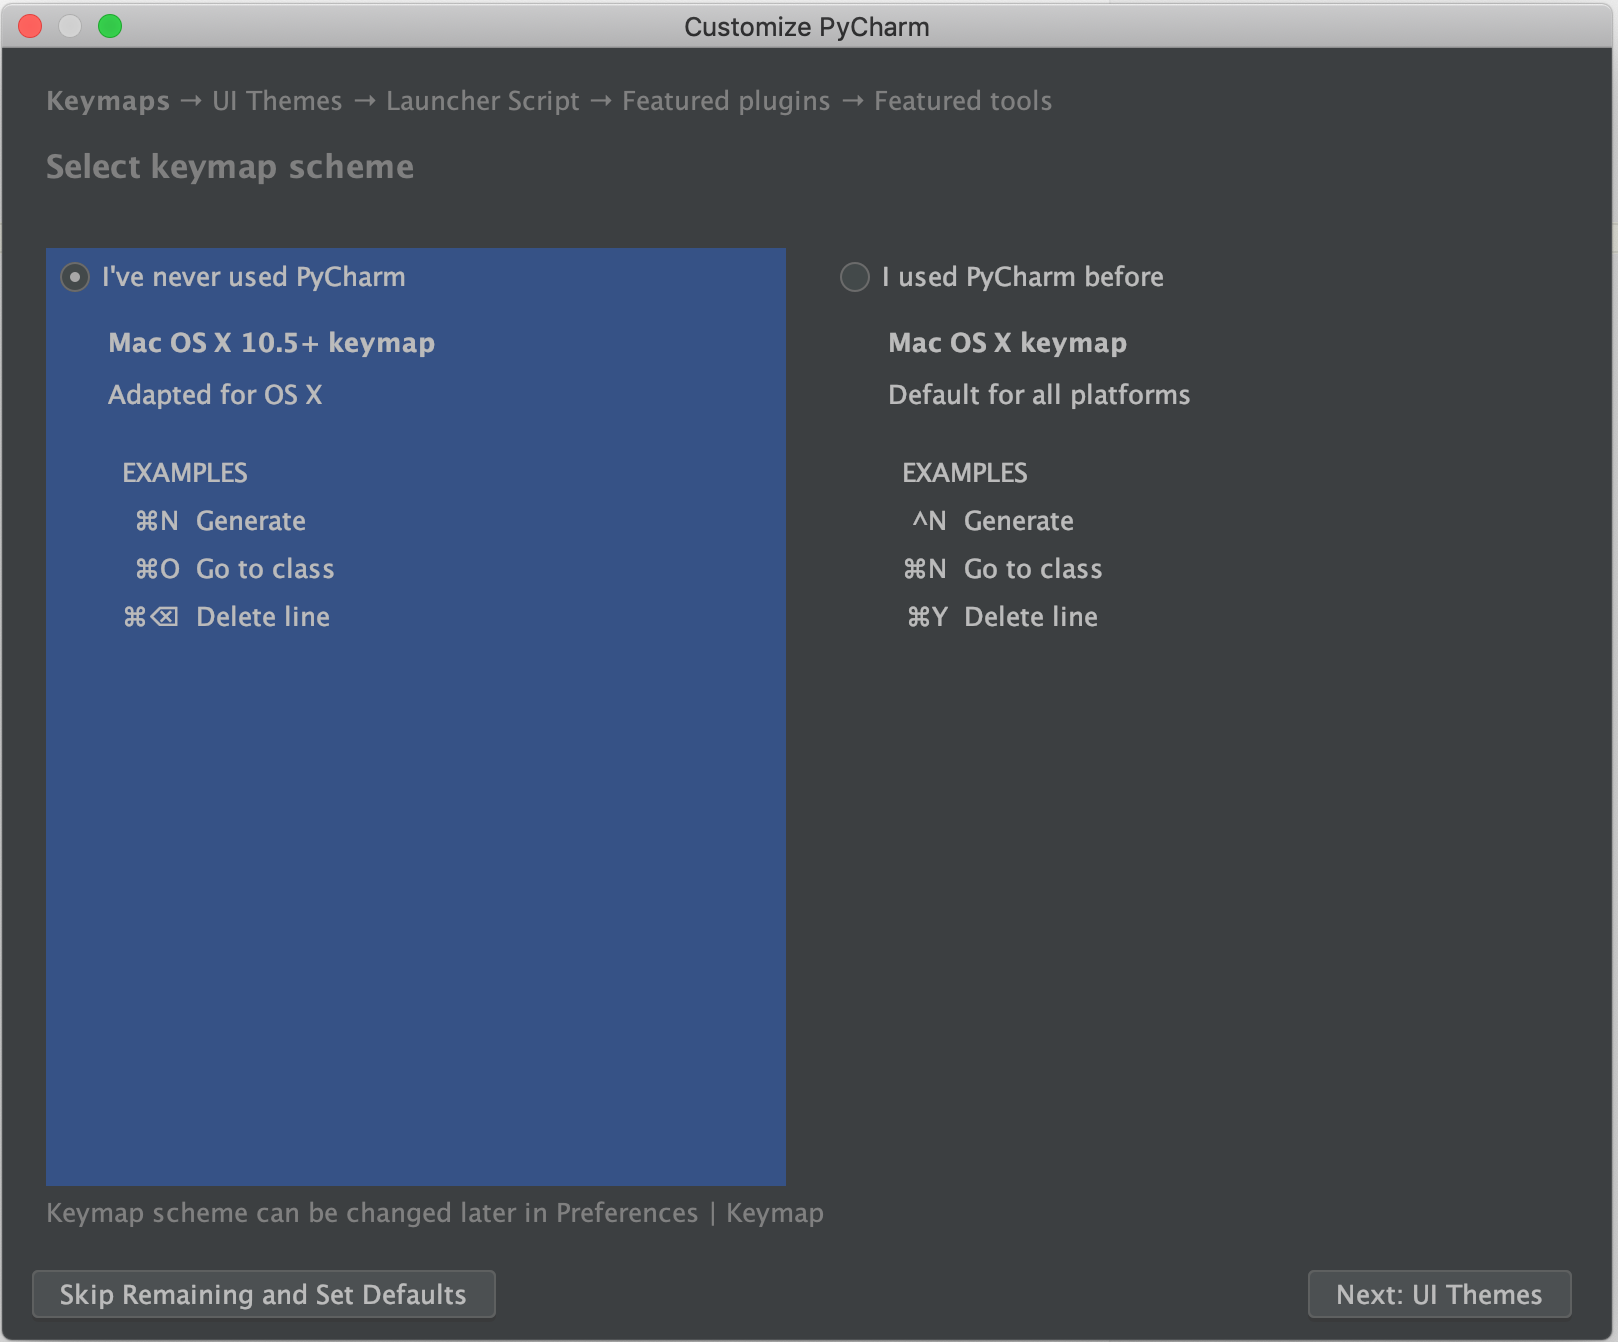 Customize PyCharm
Keymaps → UI Themes → Launcher Script → Featured plugins → Featured tools
Select keymap scheme
I've never used PyCharm
Mac OS X 10.5+ keymap
Adapted for OS X
EXAMPLES
⌘N Generate
⌘O Go to class
⌘⌫ Delete line
I used PyCharm before
Mac OS X keymap
Default for all platforms
EXAMPLES
^N Generate
⌘N Go to class
⌘Y Delete line
Keymap scheme can be changed later in Preferences | Keymap
Skip Remaining and Set Defaults
Next: UI Themes